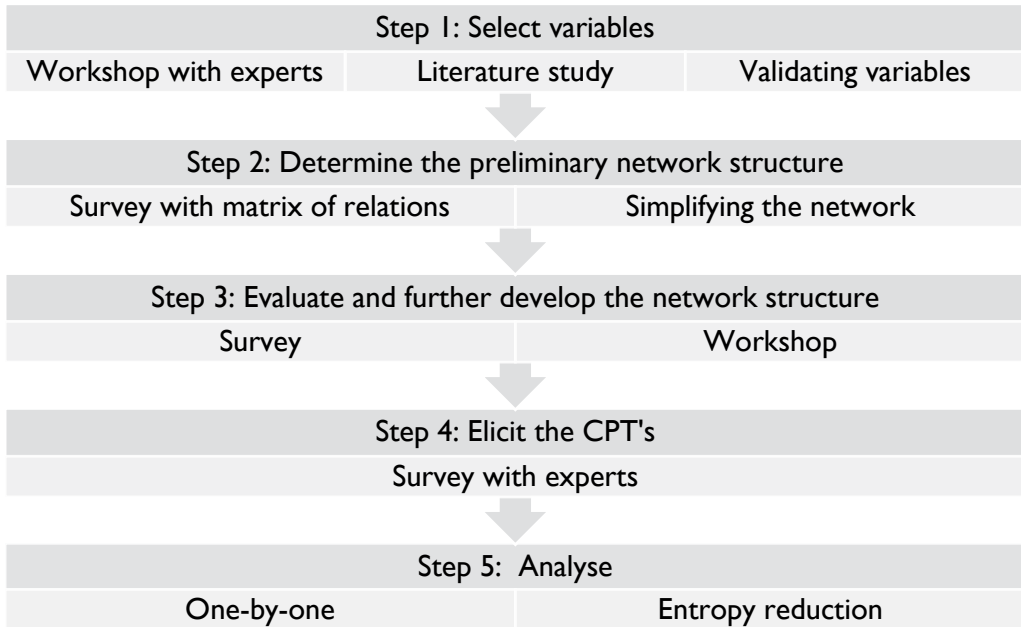 Step 1: Select variables
Workshop with experts Literature study Validating variables
Step 2: Determine the preliminary network structure
Survey with matrix of relations Simplifying the network
Step 3: Evaluate and further develop the network structure
Survey Workshop
Step 4: Elicit the CPT's
Survey with experts
Step 5: Analyse
One-by-one Entropy reduction